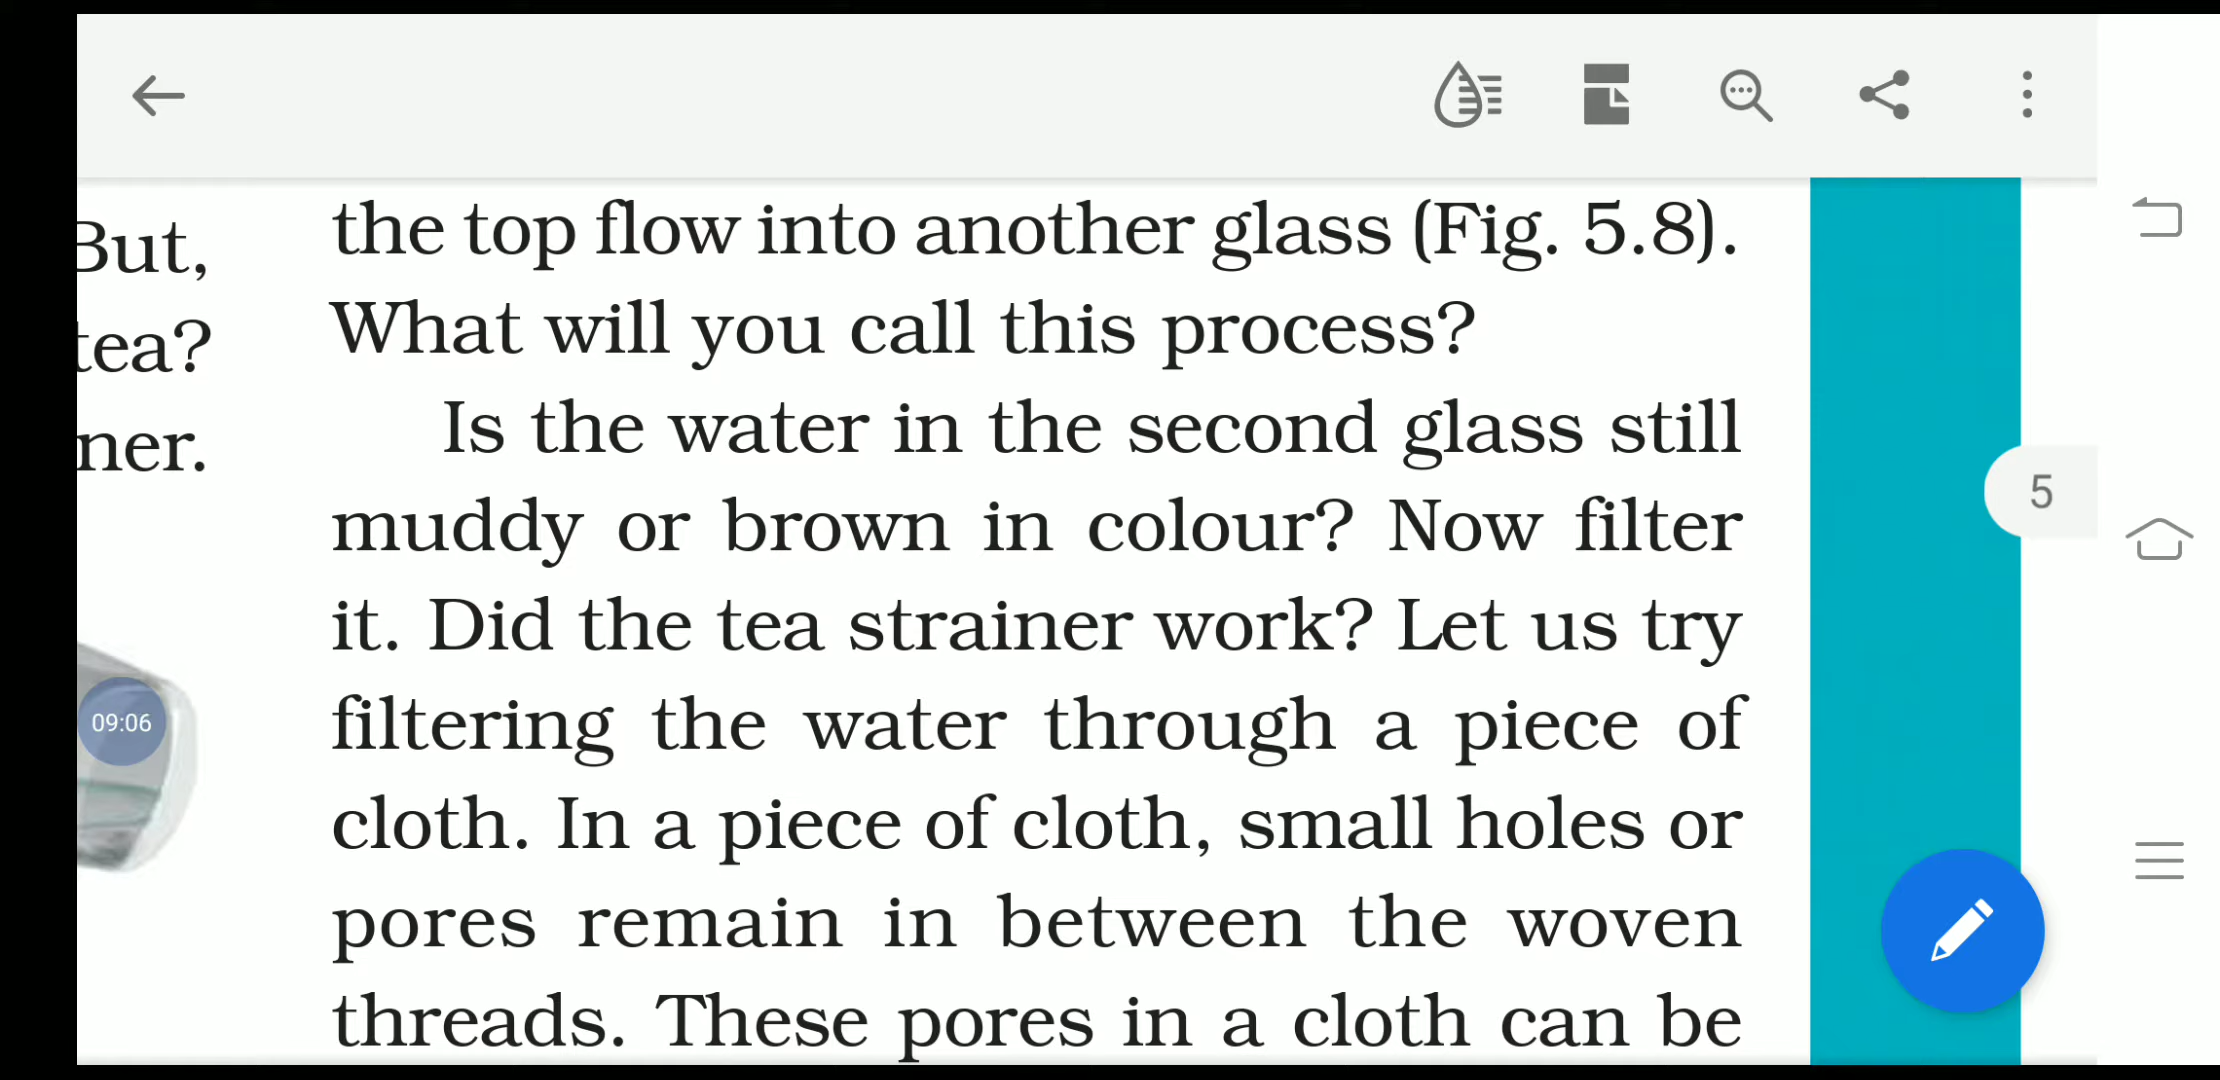 But,
tea?
ner.
the top flow into another glass (Fig. 5.8).
What will you call this process?
Is the water in the second glass still
muddy or brown in colour? Now filter
it. Did the tea strainer work? Let us try
filtering the water through a piece of
cloth. In a piece of cloth, small holes or
pores remain in between the woven
threads. These pores in a cloth can be
5
09:06